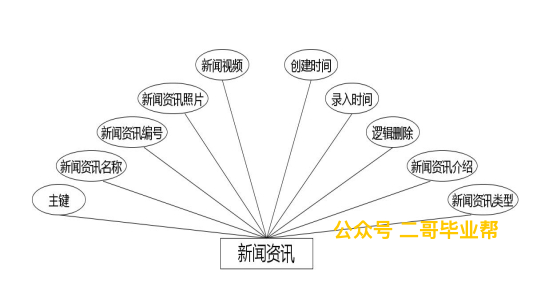 新闻视频
创建时间
新闻资讯照片
录入时间
新闻资讯编号
逻辑删除
新闻资讯名称
新闻资讯介绍
主键
新闻资讯类型
公众号 二哥毕业帮
新闻资讯